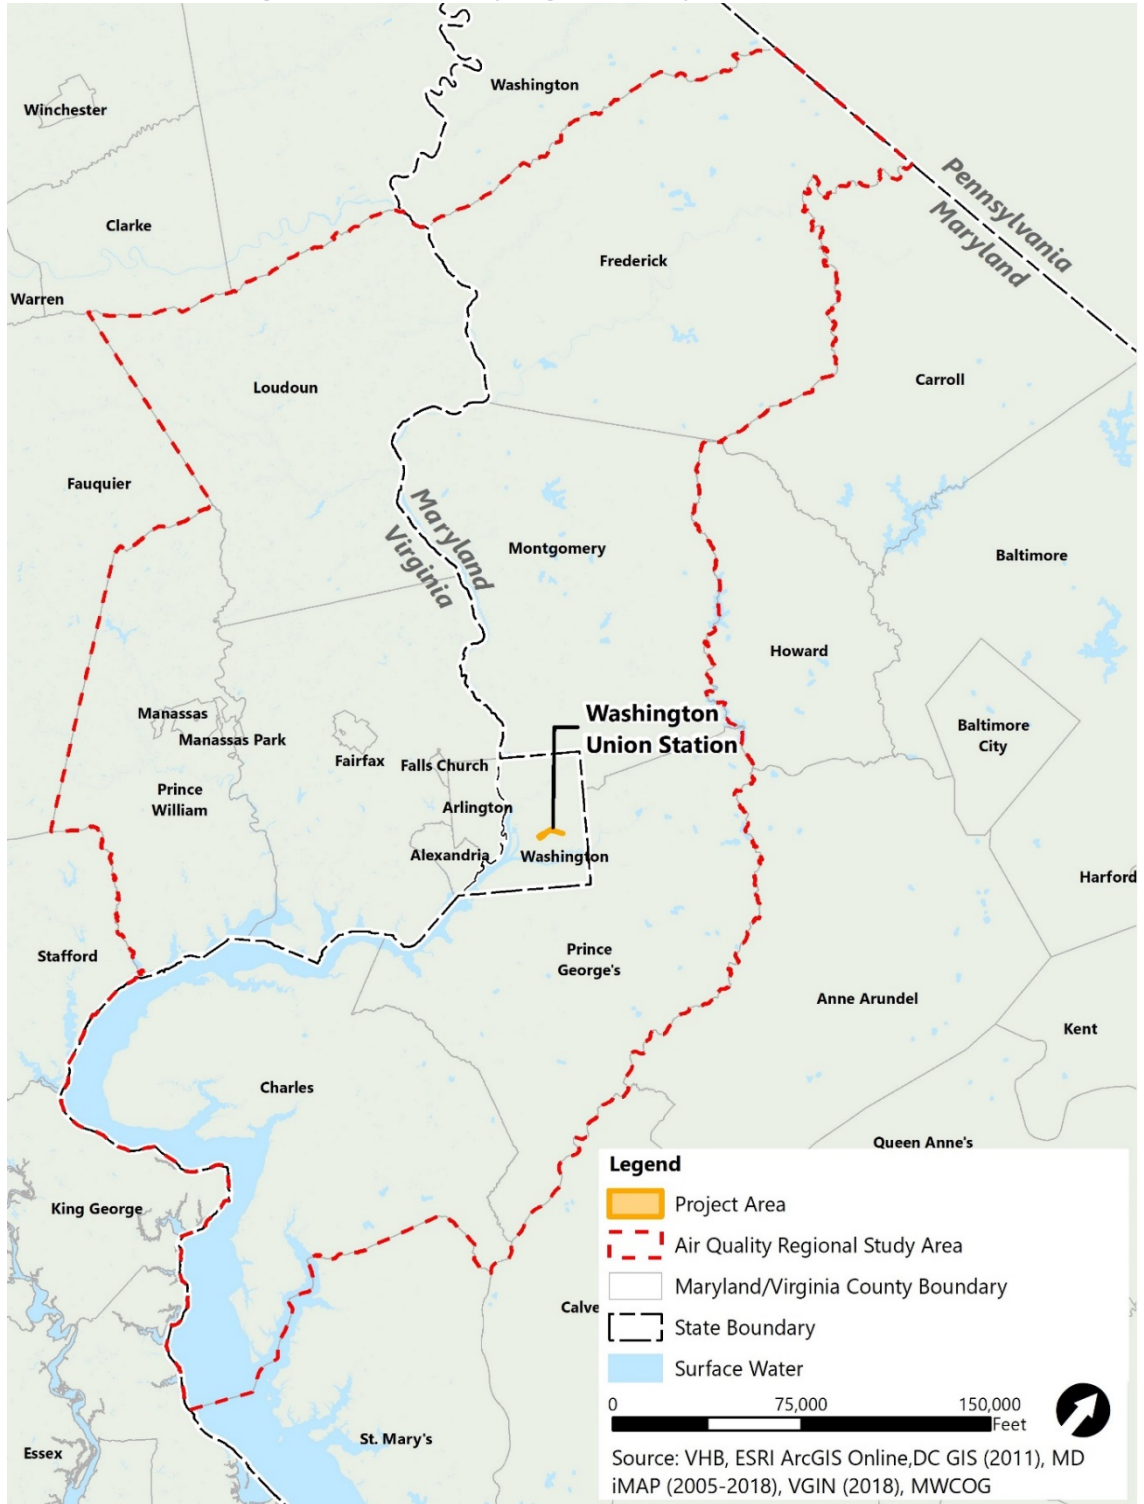 Washington
Winchester
Pennsylvania
Maryland
Clarke
Frederick
Warren
Loudoun
Carroll
Fauquier
Maryland
Virginia
Montgomery
Baltimore
Howard
Manassas
Manassas Park
Washington
Union Station
Baltimore
City
Fairfax
Falls Church
Prince
William
Arlington
Alexandria
Washington
Harford
Stafford
Prince
George's
Anne Arundel
Kent
Charles
Queen Anne's
King George
Calve
St. Mary's
Essex
Legend
Project Area
Air Quality Regional Study Area
Maryland/Virginia County Boundary
State Boundary
Surface Water
0 75,000 150,000
Feet
Source: VHB, ESRI ArcGIS Online,DC GIS (2011), MD
iMAP (2005-2018), VGIN (2018), MWCOG